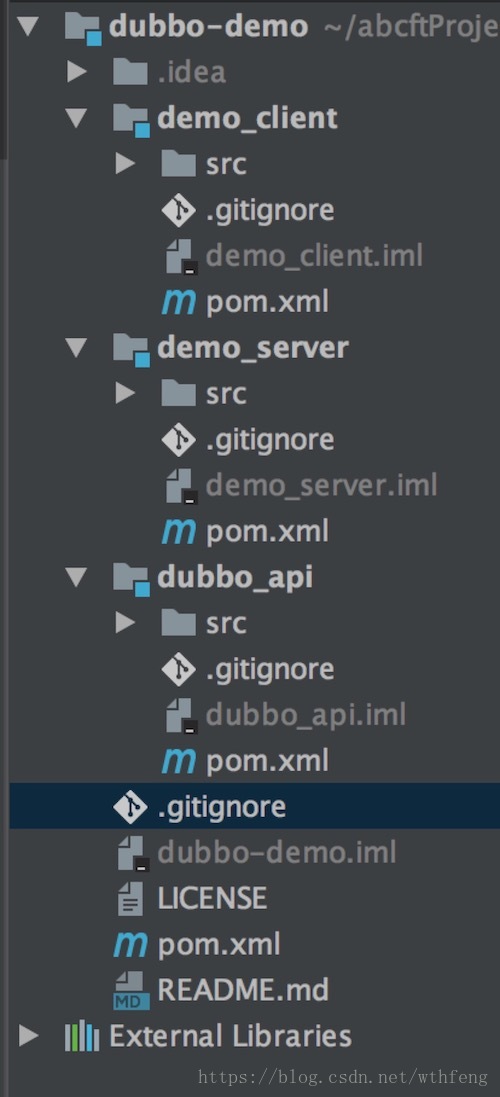 dubbo-demo ~/abcftProje
.idea
demo_client
src
.gitignore
demo_client.iml
m pom.xml
demo_server
src
.gitignore
demo_server.iml
m pom.xml
dubbo_api
src
.gitignore
dubbo_api.iml
m pom.xml
.gitignore
dubbo-demo.iml
LICENSE
m pom.xml
MD README.md
External Libraries
https://blog.csdn.net/wthfeng